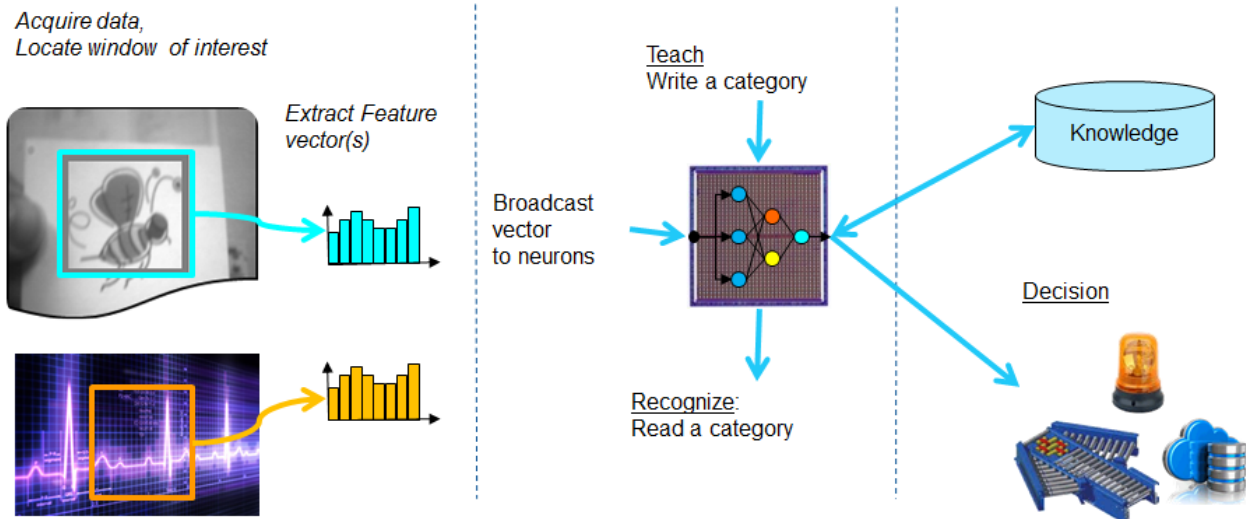 Acquire data,
Locate window of interest
Extract Feature
vector(s)
Broadcast
vector
to neurons
Teach
Write a category
Recognize:
Read a category
Knowledge
Decision